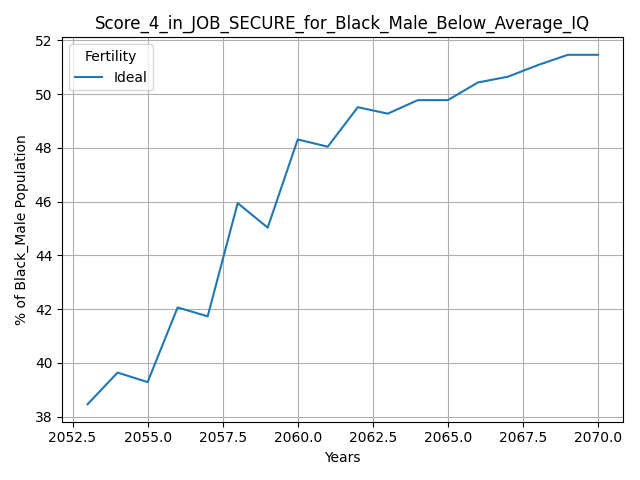 Score_4_in_JOB_SECURE_for_Black_Male_Below_Average_IQ
52
50
48
46
44
42
40
38
% of Black_Male Population
Fertility
Ideal
2052.5 2055.0 2057.5 2060.0 2062.5 2065.0 2067.5 2070.0
Years